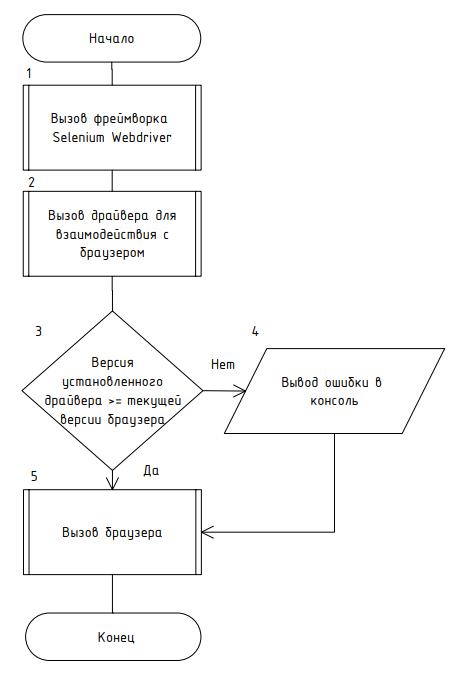 Начало
1
Вызов фреймворка
Selenium Webdriver
2
Вызов драйвера для
взаимодействия с
браузером
3
Версия
установленного
драйвера >= текущей
версии браузера
Нет
4
Вывод ошибки в
консоль
Да
5
Вызов браузера
Конец